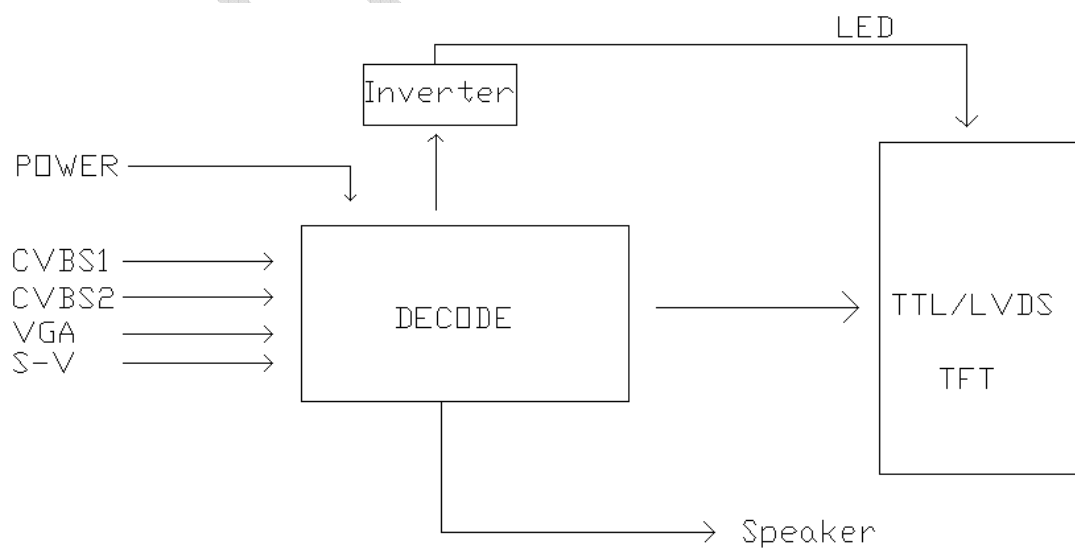 LED
Inverter
POWER
CVBS1
CVBS2
VGA
S-V
DECODE
TTL/LVDS
TFT
Speaker